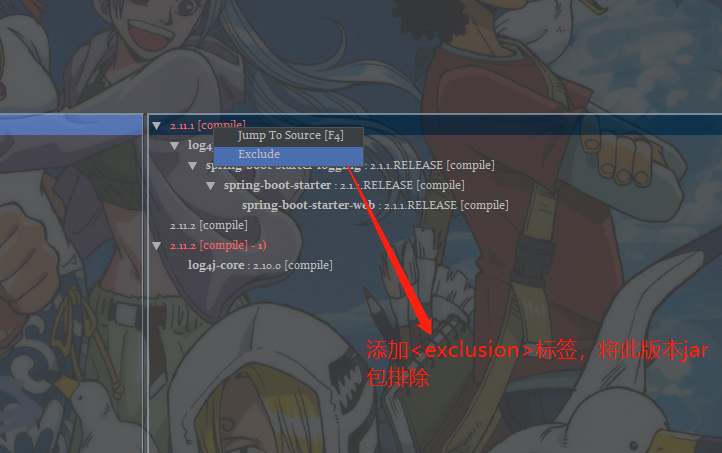 2.11.1 [compile]
Jump To Source [F4]
log4
Exclude
spring-boot-starter-logging : 2.1.1.RELEASE [compile]
spring-boot-starter : 2.1.1.RELEASE [compile]
spring-boot-starter-web : 2.1.1.RELEASE [compile]
2.11.2 [compile]
2.11.2 [compile] - 1)
log4j-core : 2.10.0 [compile]
添加<exclusion>标签，将此版本jar
包排除